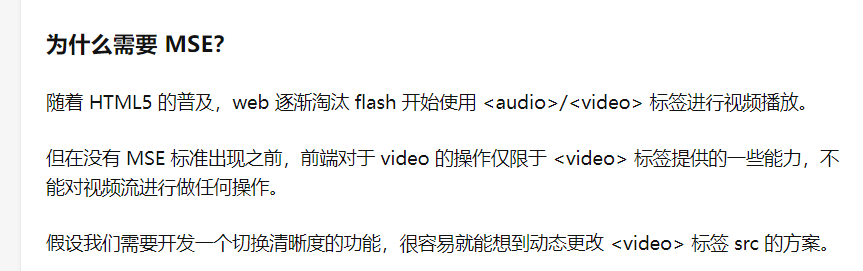 为什么需要 MSE?
随着 HTML5 的普及，web 逐渐淘汰 flash 开始使用 <audio>/<video> 标签进行视频播放。
但在没有 MSE 标准出现之前，前端对于 video 的操作仅限于 <video> 标签提供的一些能力，不
能对视频流进行做任何操作。
假设我们需要开发一个切换清晰度的功能，很容易就能想到动态更改 <video> 标签 src 的方案。